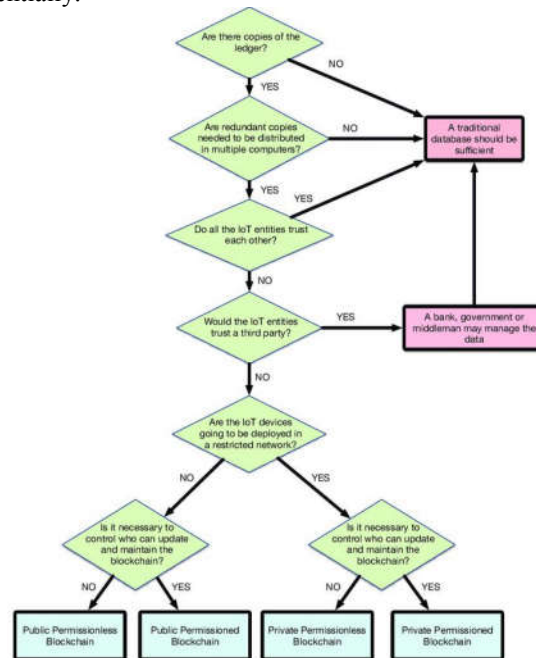 entially.
Are there copies of the
ledger?
NO
YES
Are redundant copies
needed to be distributed
in multiple computers?
NO
A traditional
database should be
sufficient
YES
YES
Do all the IoT entities trust
each other?
NO
Would the IoT entities
trust a third party?
YES
A bank, government or
middleman may manage the
data
NO
Are the IoT devices
going to be deployed in
a restricted network?
NO
YES
Is it necessary to
control who can update
and maintain the
blockchain?
Is it necessary to
control who can update
and maintain the
blockchain?
NO
YES
NO
YES
Public Permissionless
Blockchain
Public Permissioned
Blockchain
Private Permissionless
Blockchain
Private Permissioned
Blockchain